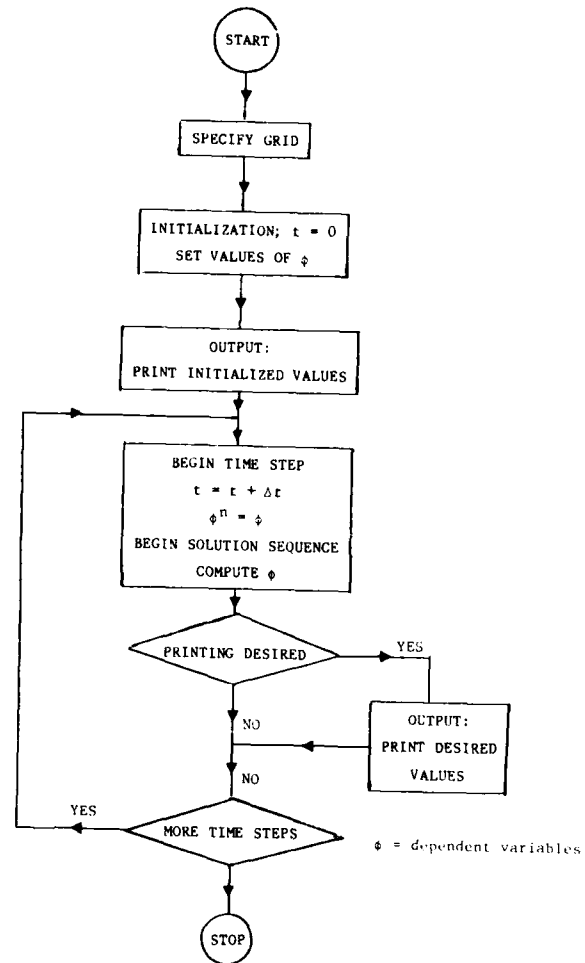 START
SPECIFY GRID
INITIALIZATION; t = 0
SET VALUES OF ϕ
OUTPUT:
PRINT INITIALIZED VALUES
BEGIN TIME STEP
t = t + Δt
ϕⁿ = ϕ
BEGIN SOLUTION SEQUENCE
COMPUTE ϕ
PRINTING DESIRED
YES
OUTPUT:
PRINT DESIRED
VALUES
NO
NO
YES
MORE TIME STEPS
ϕ = dependent variables
STOP